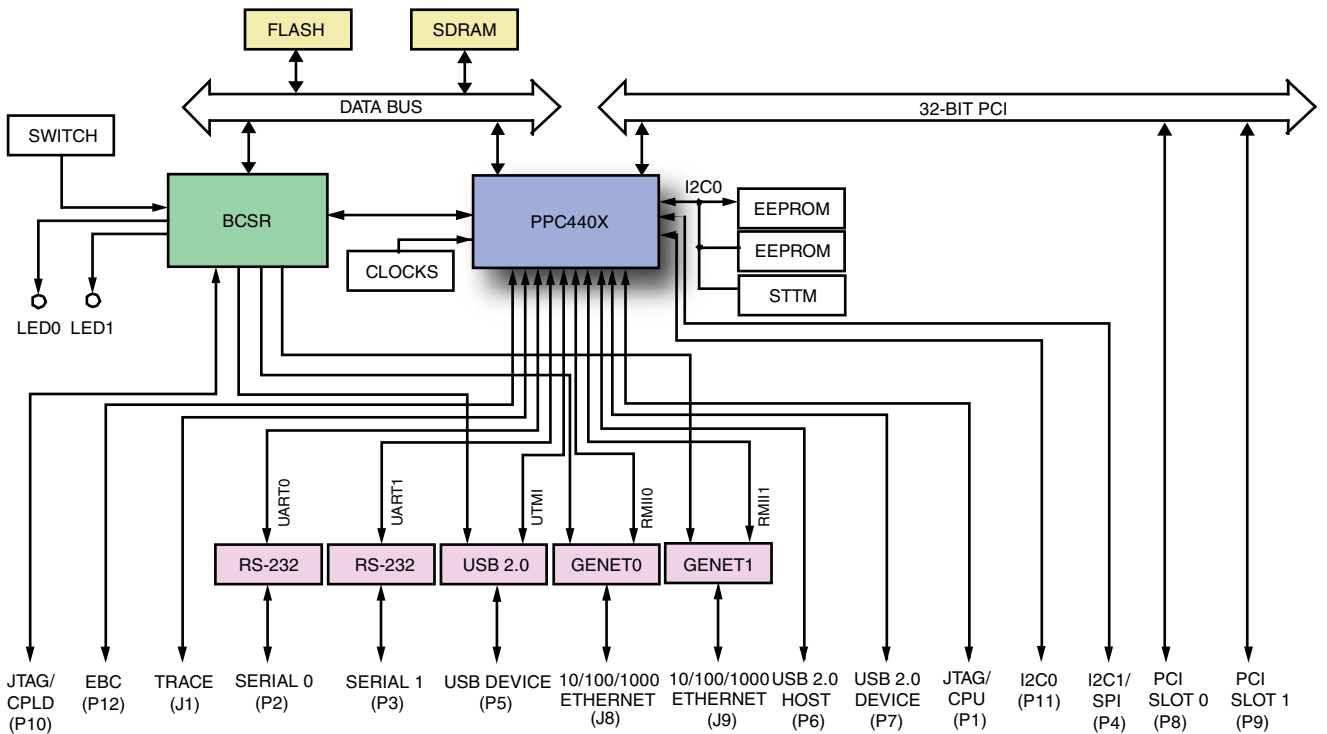 FLASH
SDRAM
DATA BUS
32-BIT PCI
SWITCH
BCSR
PPC440X
I2C0
EEPROM
EEPROM
STTM
CLOCKS
LED0
LED1
UART0
UART1
UTMI
RMII0
RMII1
RS-232
RS-232
USB 2.0
GENET0
GENET1
JTAG/
CPLD
(P10)
EBC
(P12)
TRACE
(J1)
SERIAL 0
(P2)
SERIAL 1
(P3)
USB DEVICE
(P5)
10/100/1000
ETHERNET
(J8)
10/100/1000
ETHERNET
(J9)
USB 2.0
HOST
(P6)
USB 2.0
DEVICE
(P7)
JTAG/
CPU
(P1)
I2C0
(P11)
I2C1/
SPI
(P4)
PCI
SLOT 0
(P8)
PCI
SLOT 1
(P9)